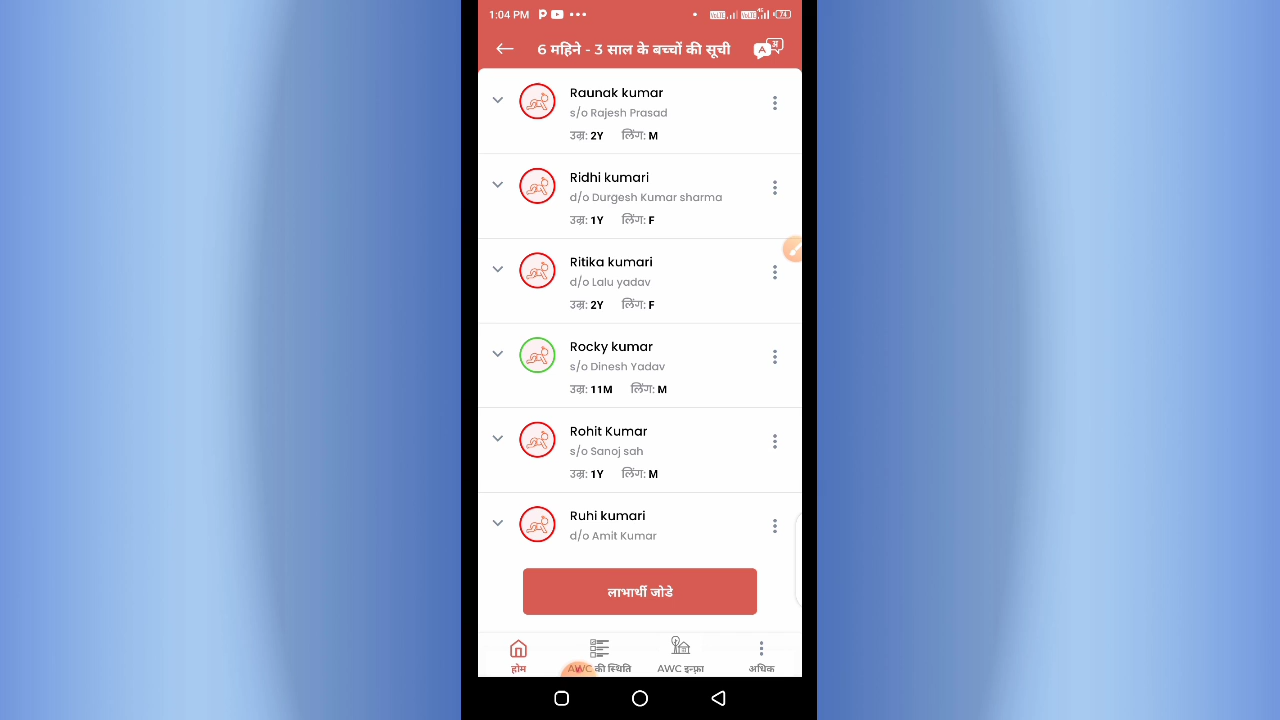 1:04 PM
74
6 महिने - 3 साल के बच्चों की सूची
Raunak kumar
s/o Rajesh Prasad
उम्र: 2Y लिंग: M
Ridhi kumari
d/o Durgesh Kumar sharma
उम्र: 1Y लिंग: F
Ritika kumari
d/o Lalu yadav
उम्र: 2Y लिंग: F
Rocky kumar
s/o Dinesh Yadav
उम्र: 11M लिंग: M
Rohit Kumar
s/o Sanoj sah
उम्र: 1Y लिंग: M
Ruhi kumari
d/o Amit Kumar
लाभार्थी जोडे
होम AWC की स्थिति AWC इन्फ्रा अधिक